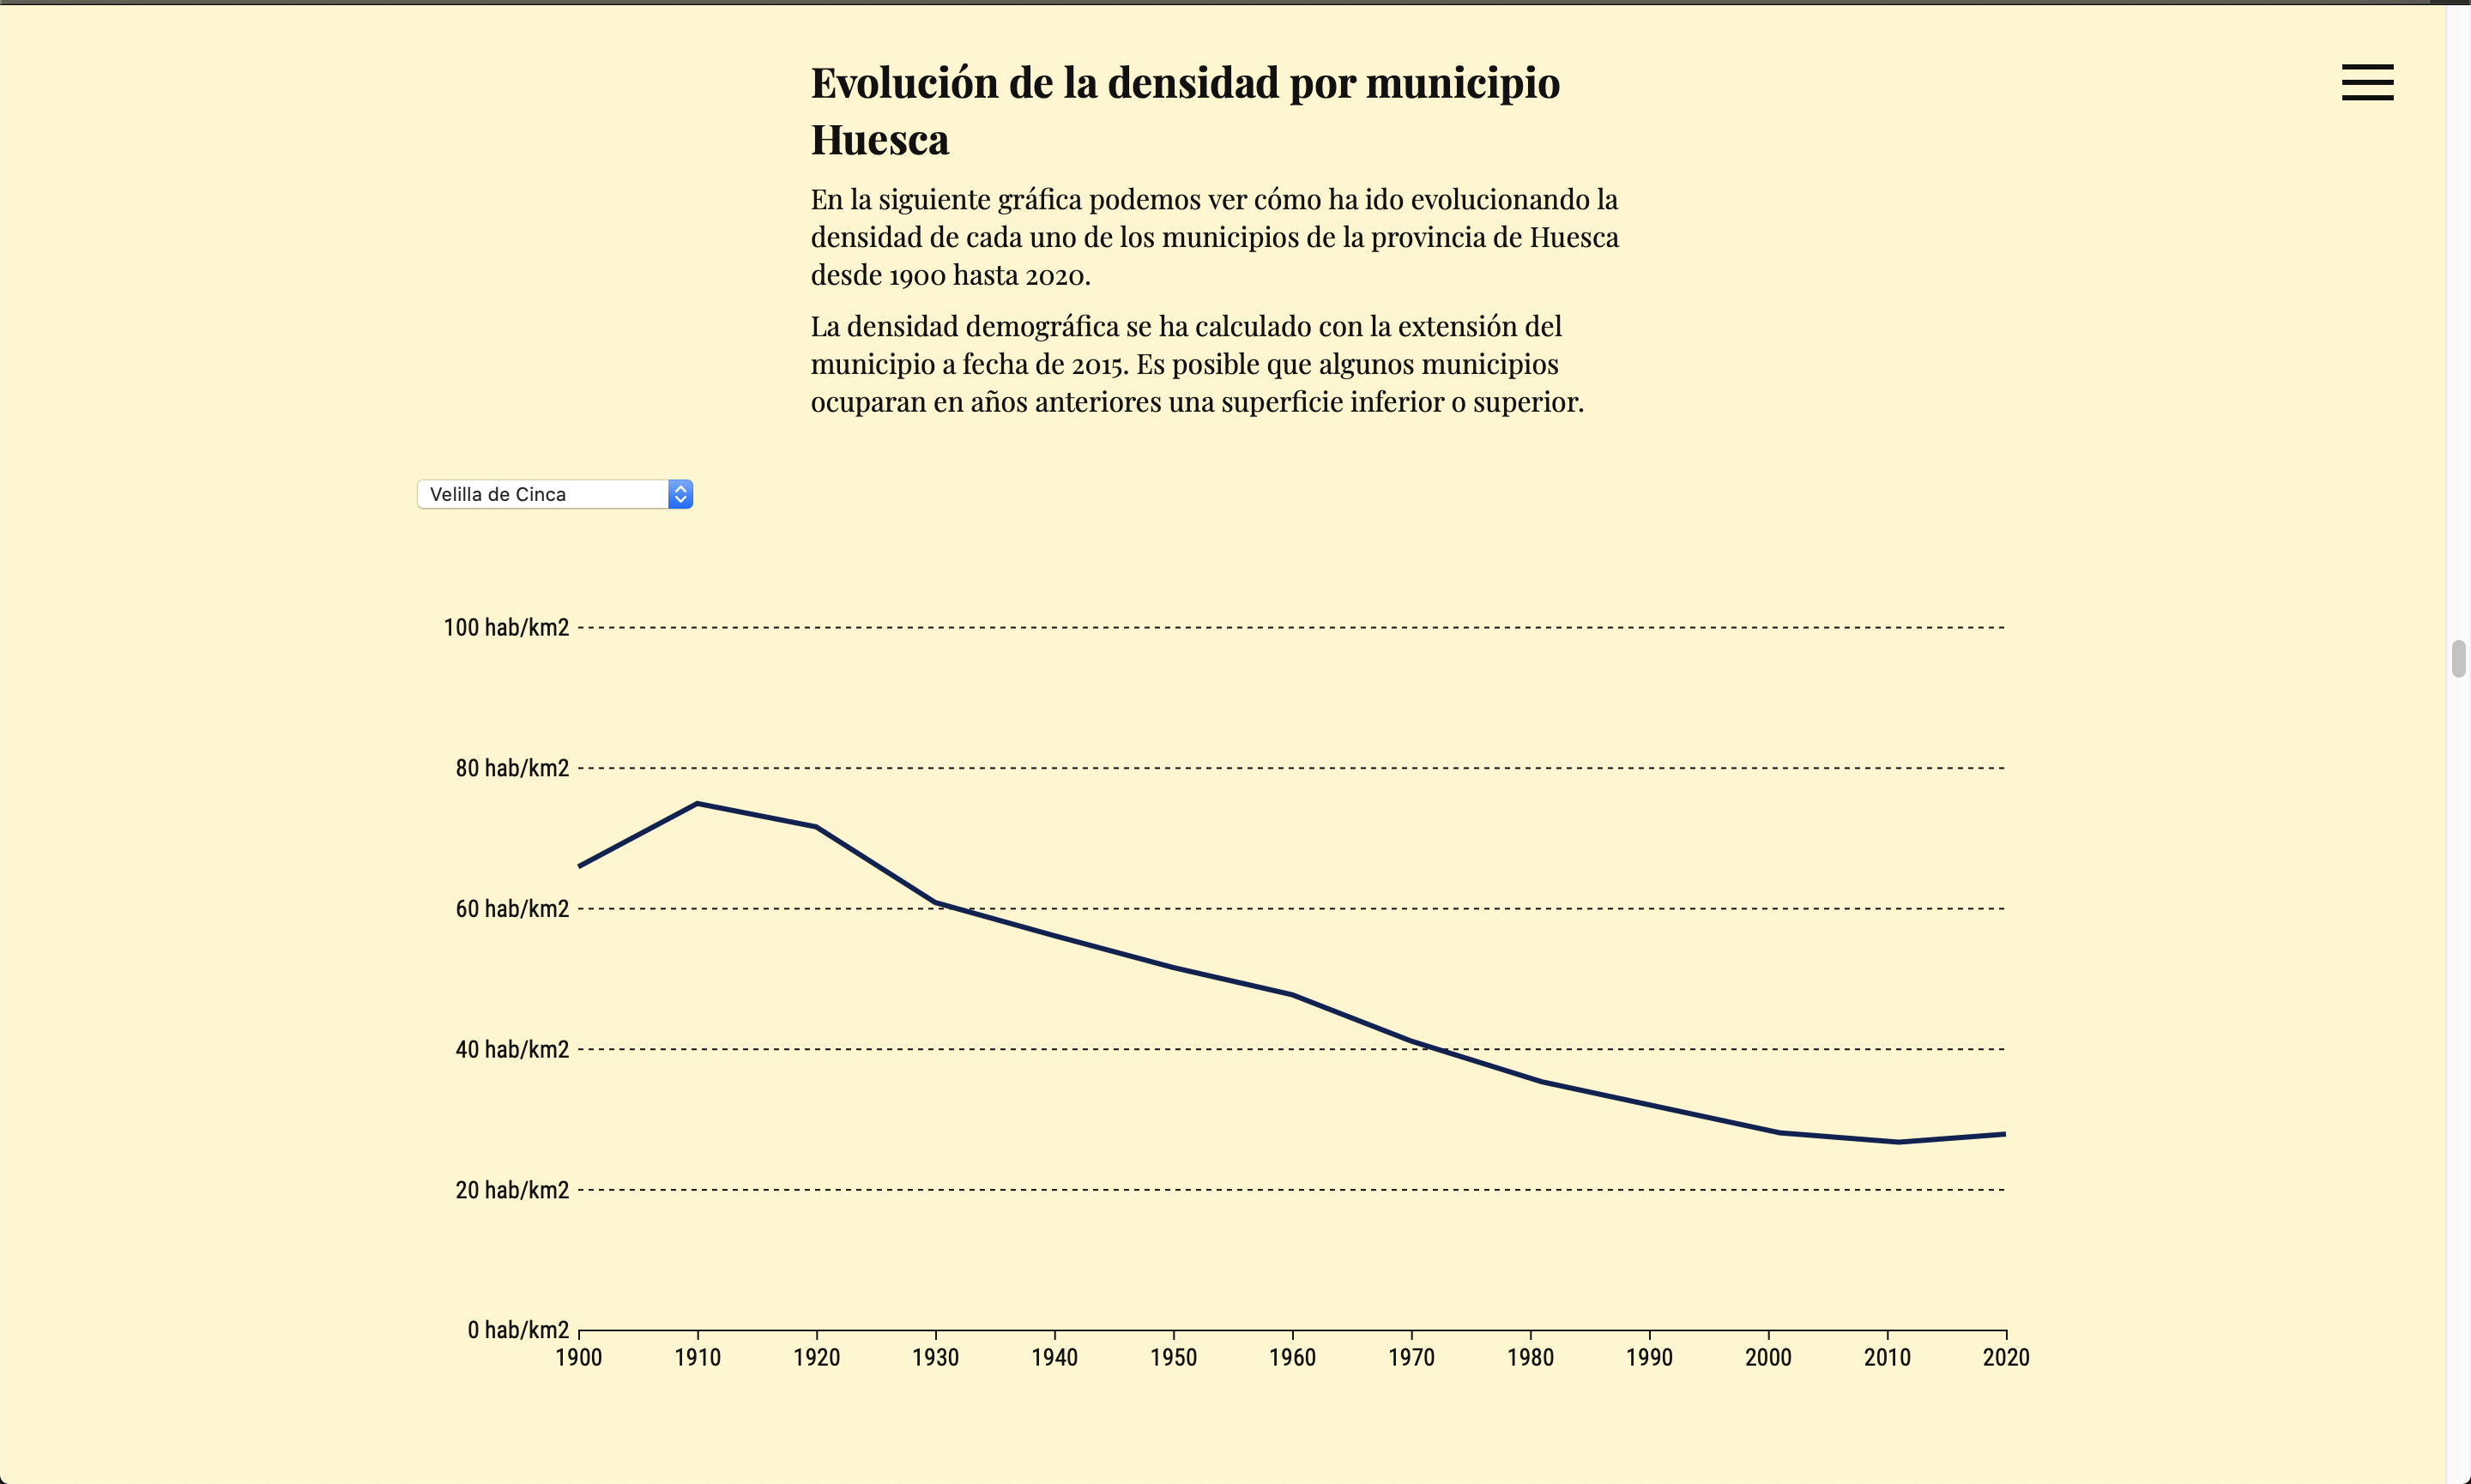 Evolución de la densidad por municipio
Huesca
En la siguiente gráfica podemos ver cómo ha ido evolucionando la
densidad de cada uno de los municipios de la provincia de Huesca
desde 1900 hasta 2020.
La densidad demográfica se ha calculado con la extensión del
municipio a fecha de 2015. Es posible que algunos municipios
ocuparan en años anteriores una superficie inferior o superior.
Velilla de Cinca
100 hab/km2
80 hab/km2
60 hab/km2
40 hab/km2
20 hab/km2
0 hab/km2
1900 1910 1920 1930 1940 1950 1960 1970 1980 1990 2000 2010 2020